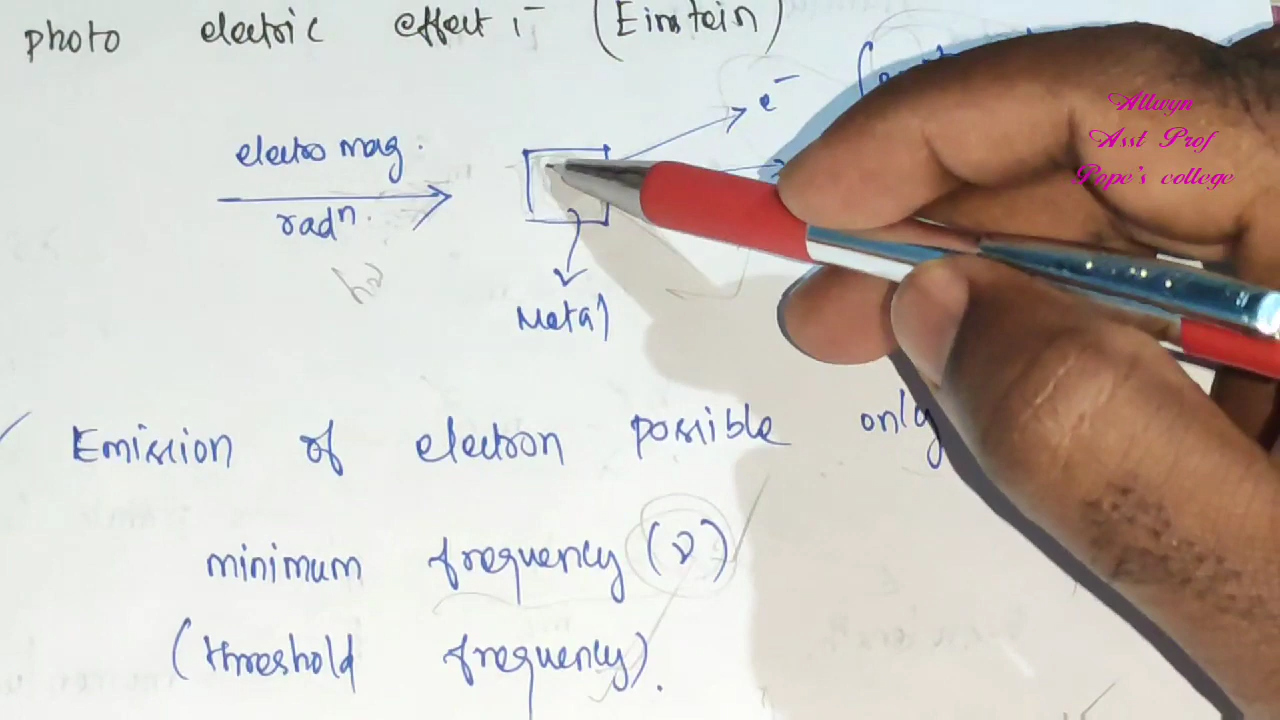 photo electric effect :- (Einstein)
electro mag.
radn.
hν
e⁻
Metal
Allwyn
Asst Prof
Pope's college
Emission of electron possible only
minimum frequency (ν)
(threshold frequency).